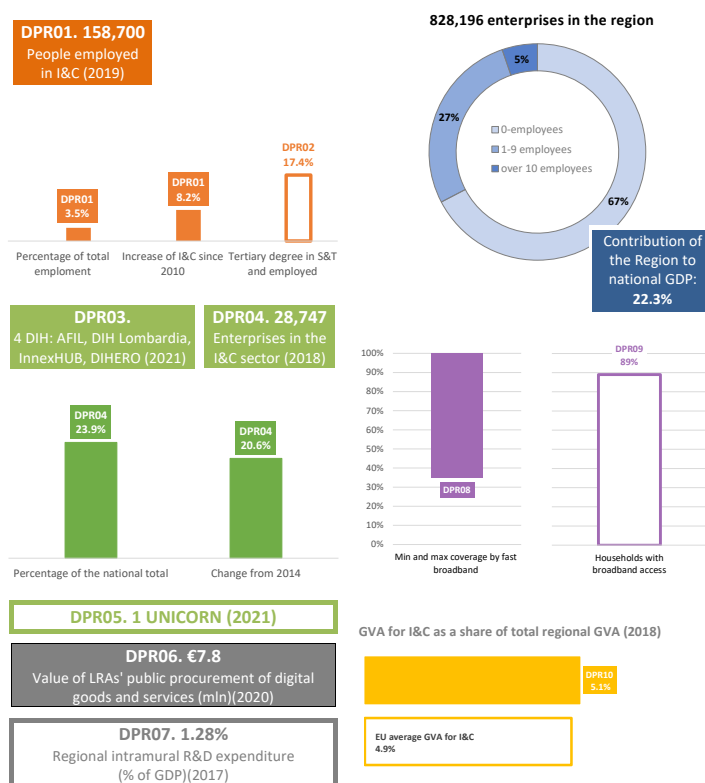 DPR01. 158,700
People employed
in I&C (2019)
DPR01
3.5%
DPR01
8.2%
DPR02
17.4%
Percentage of total
emploment
Increase of I&C since
2010
Tertiary degree in S&T
and employed
828,196 enterprises in the region
5%
27%
67%
0-employees
1-9 employees
over 10 employees
Contribution of
the Region to
national GDP:
22.3%
DPR03.
4 DIH: AFIL, DIH Lombardia,
InnexHUB, DIHERO (2021)
DPR04. 28,747
Enterprises in the
I&C sector (2018)
DPR04
23.9%
DPR04
20.6%
Percentage of the national total
Change from 2014
100%
90%
80%
70%
60%
50%
40%
30%
20%
10%
0%
DPR08
Min and max coverage by fast
broadband
DPR09
89%
Households with
broadband access
DPR05. 1 UNICORN (2021)
DPR06. €7.8
Value of LRAs' public procurement of digital
goods and services (mln)(2020)
DPR07. 1.28%
Regional intramural R&D expenditure
(% of GDP)(2017)
GVA for I&C as a share of total regional GVA (2018)
DPR10
5.1%
EU average GVA for I&C
4.9%